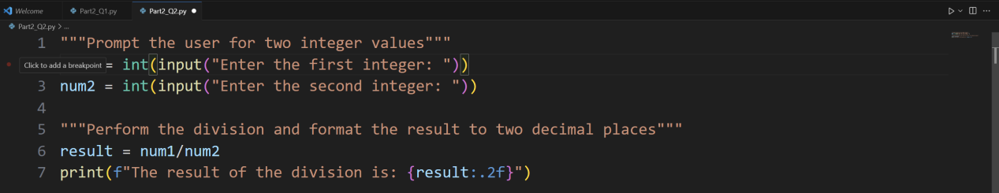 Welcome Part2_Q1.py Part2_Q2.py
Part2_Q2.py > ...
1 """Prompt the user for two integer values"""
Click to add a breakpoint = int(input("Enter the first integer: "))
3 num2 = int(input("Enter the second integer: "))
4
5 """Perform the division and format the result to two decimal places"""
6 result = num1/num2
7 print(f"The result of the division is: {result:.2f}")